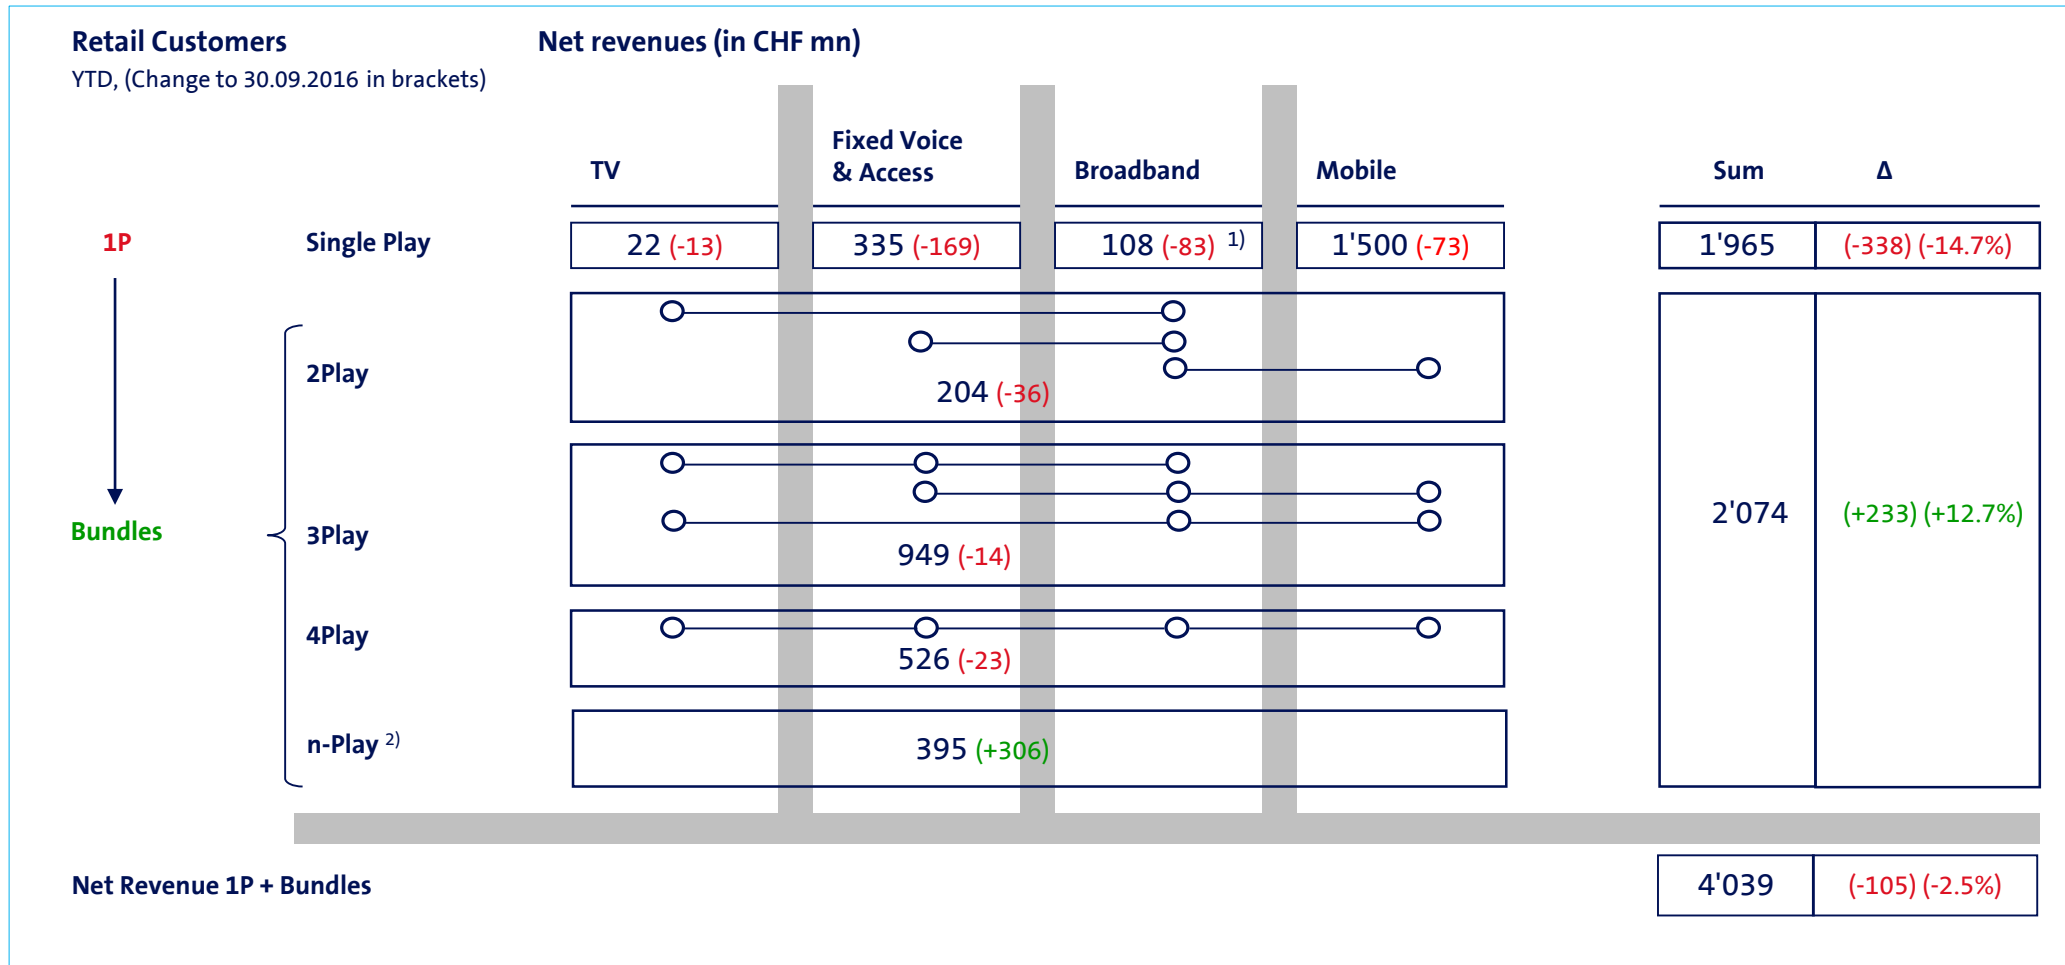 Retail Customers
Net revenues (in CHF mn)
YTD, (Change to 30.09.2016 in brackets)
TV
Fixed Voice
& Access
Broadband
Mobile
Sum
Δ
1P
Single Play
22 (-13)
335 (-169)
108 (-83) 1)
1'500 (-73)
1'965
(-338) (-14.7%)
2Play
204 (-36)
Bundles
3Play
949 (-14)
2'074
(+233) (+12.7%)
4Play
526 (-23)
n-Play 2)
395 (+306)
Net Revenue 1P + Bundles
4'039
(-105) (-2.5%)